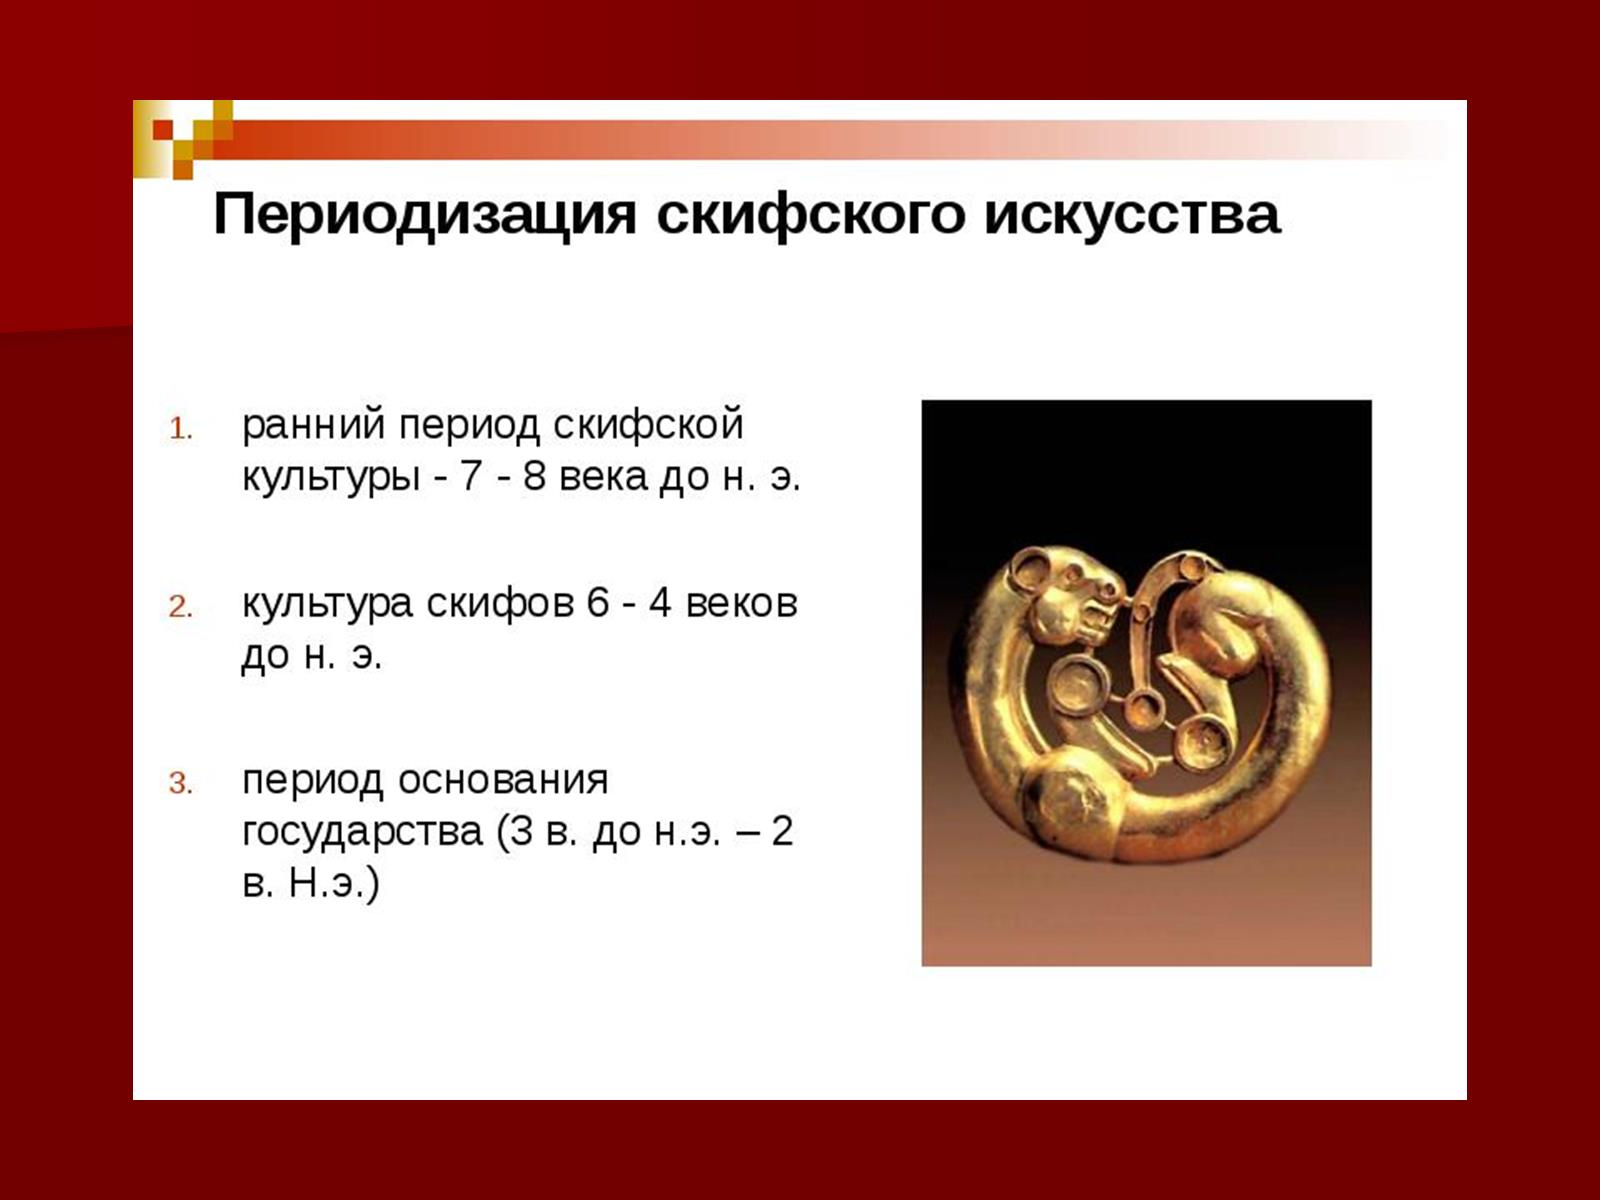 Периодизация скифского искусства
1. ранний период скифской
культуры - 7 - 8 века до н. э.
2. культура скифов 6 - 4 веков
до н. э.
3. период основания
государства (3 в. до н.э. – 2
в. Н.э.)